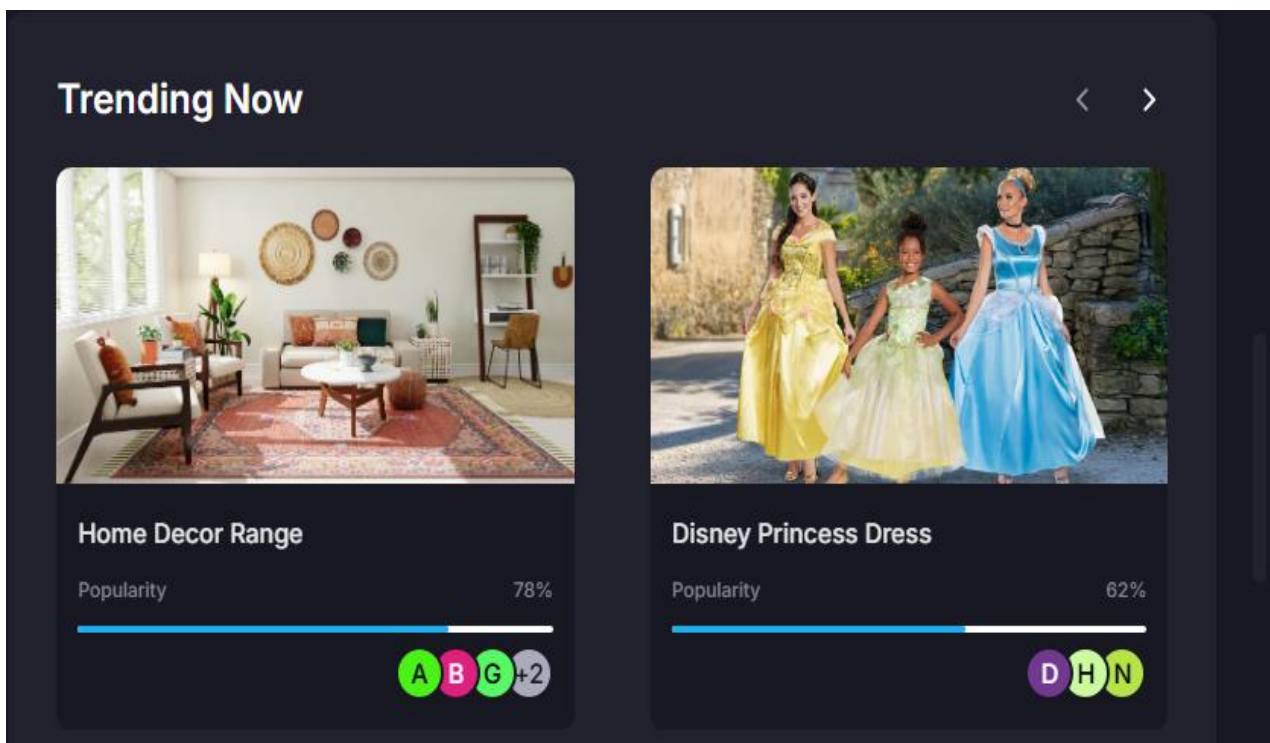 Trending Now
Home Decor Range
Popularity 78%
A B G +2
Disney Princess Dress
Popularity 62%
D H N